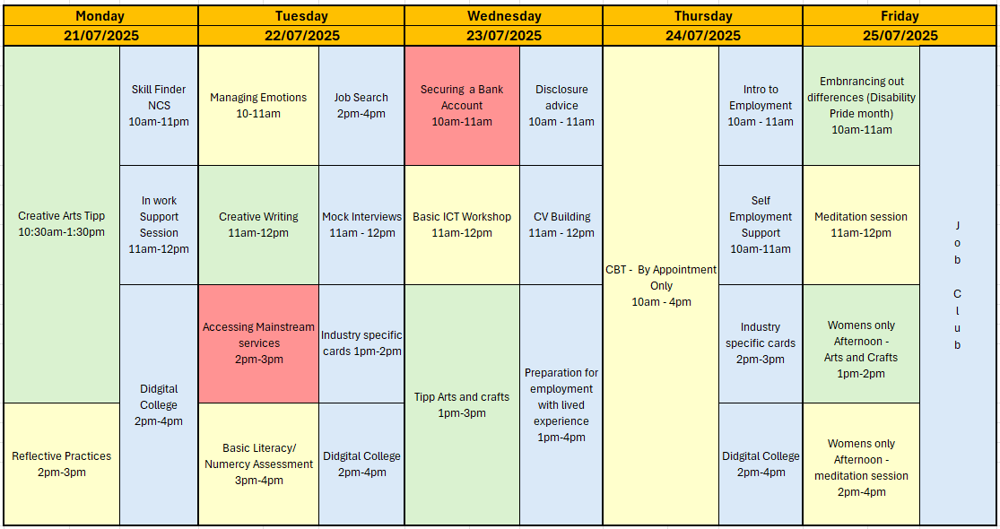 Monday
Tuesday
Wednesday
Thursday
Friday
21/07/2025
22/07/2025
23/07/2025
24/07/2025
25/07/2025
Creative Arts Tipp
10:30am-1:30pm
Reflective Practices
2pm-3pm
Skill Finder
NCS
10am-11pm
In work
Support
Session
11am-12pm
Didgital
College
2pm-4pm
Managing Emotions
10-11am
Creative Writing
11am-12pm
Accessing Mainstream
services
2pm-3pm
Basic Literacy/
Numercy Assessment
3pm-4pm
Job Search
2pm-4pm
Mock Interviews
11am - 12pm
Industry specific
cards 1pm-2pm
Didgital College
2pm-4pm
Securing a Bank
Account
10am-11am
Basic ICT Workshop
11am-12pm
Tipp Arts and crafts
1pm-3pm
Disclosure
advice
10am - 11am
CV Building
11am - 12pm
Preparation for
employment
with lived
experience
1pm-4pm
CBT - By Appointment
Only
10am - 4pm
Intro to
Employment
10am - 11am
Self
Employment
Support
10am-11am
Industry
specific cards
2pm-3pm
Didgital College
2pm-4pm
Embnrancing out
differences (Disability
Pride month)
10am-11am
Meditation session
11am-12pm
Womens only
Afternoon -
Arts and Crafts
1pm-2pm
Womens only
Afternoon -
meditation session
2pm-4pm
J
o
b
C
l
u
b